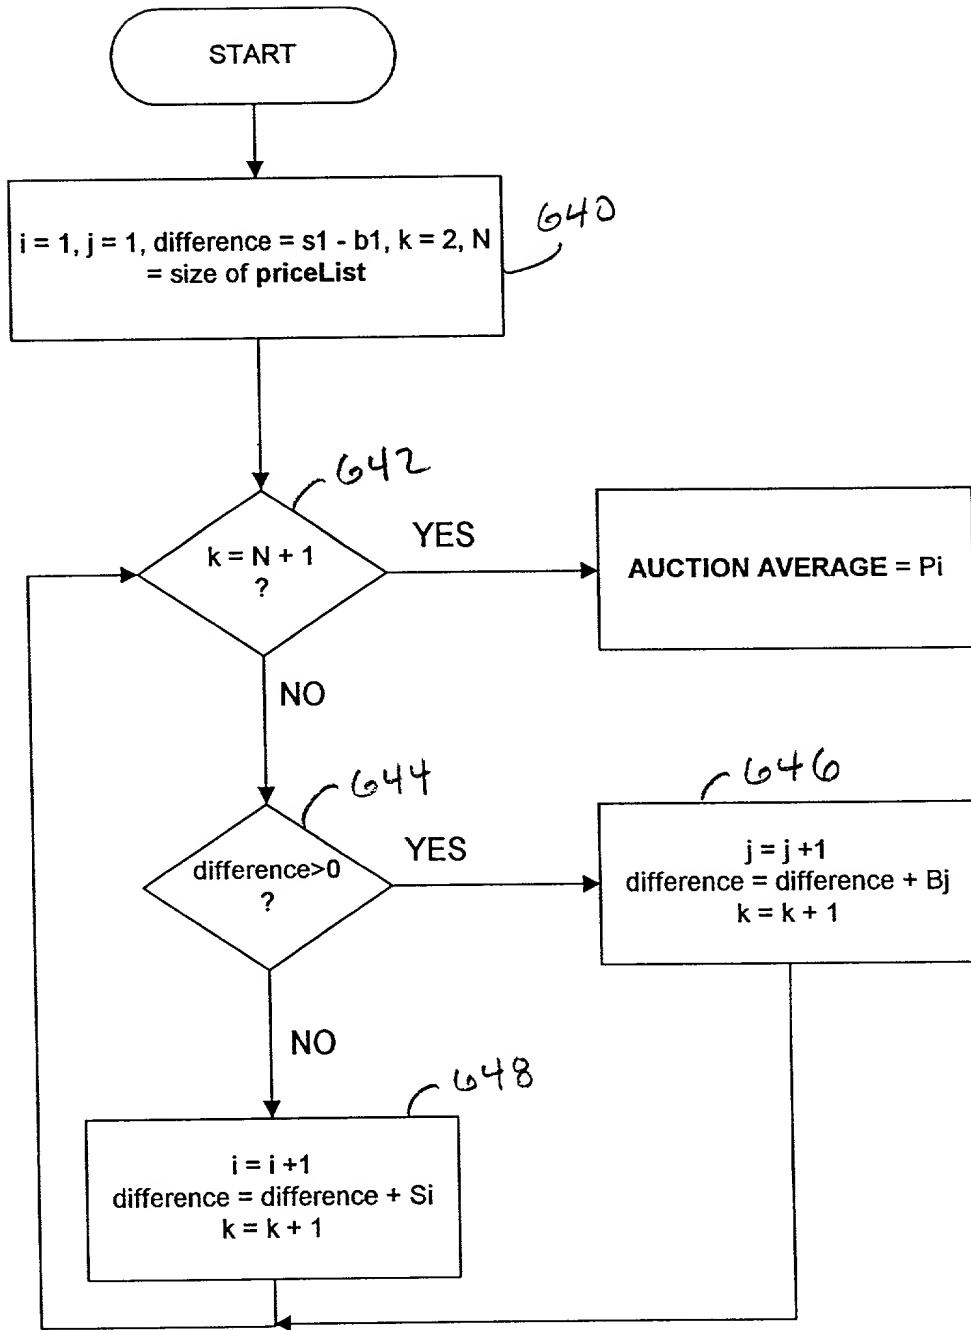 START
i = 1, j = 1, difference = s1 - b1, k = 2, N
= size of priceList
640
642
k = N + 1
?
YES
AUCTION AVERAGE = Pi
NO
644
646
difference>0
?
YES
j = j +1
difference = difference + Bj
k = k + 1
NO
648
i = i +1
difference = difference + Si
k = k + 1